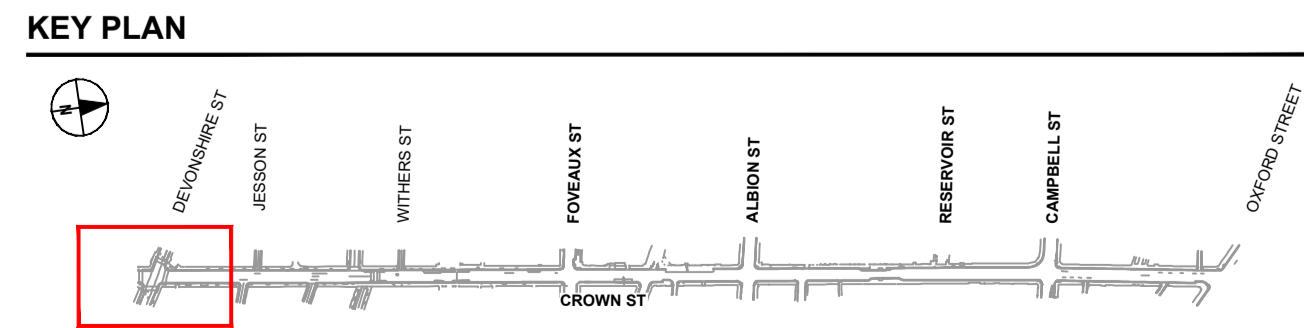 KEY PLAN
N
DEVONSHIRE ST
JESSON ST
WITHERS ST
FOVEAUX ST
ALBION ST
RESERVOIR ST
CAMPBELL ST
OXFORD STREET
CROWN ST